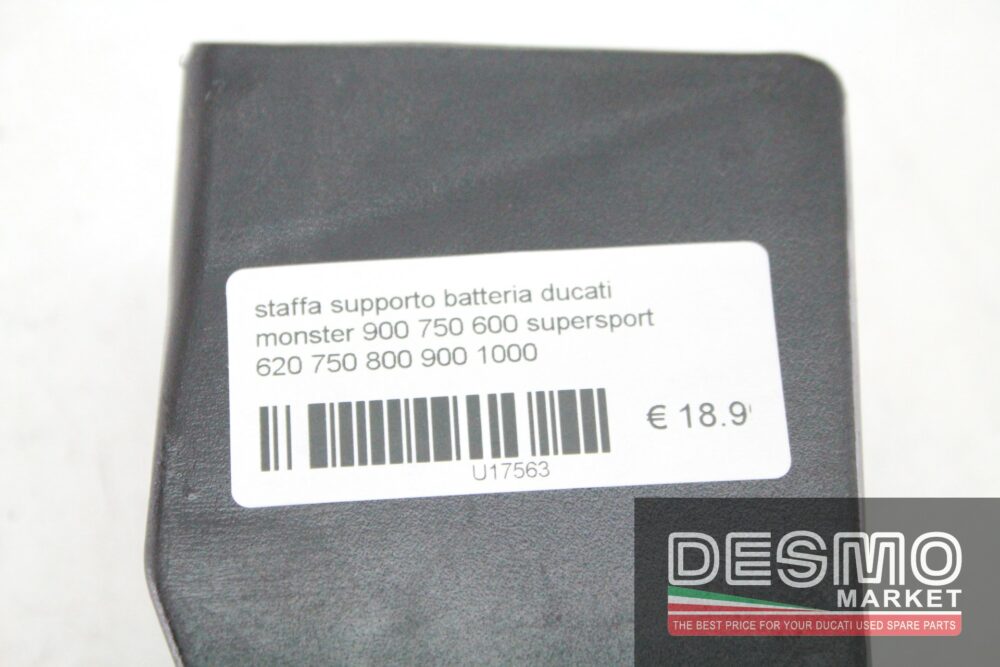 staffa supporto batteria ducati
monster 900 750 600 supersport
620 750 800 900 1000
€ 18.9
U17563
DESMO
MARKET
THE BEST PRICE FOR YOUR DUCATI USED SPARE PARTS